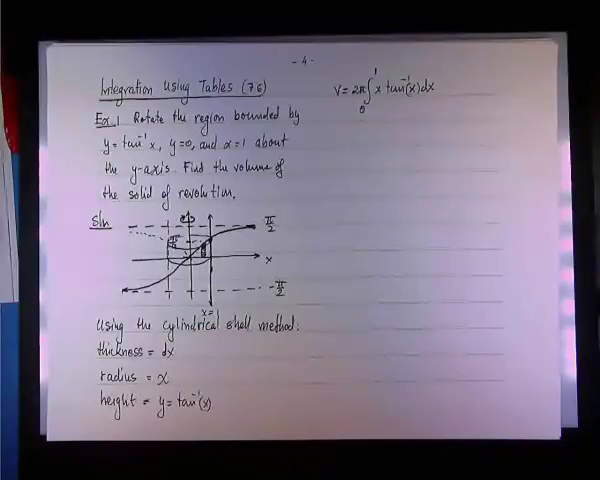 - 4 -
Integration Using Tables (7.6)
Ex.1 Rotate the region bounded by
y = tan⁻¹ x, y=0, and x=1 about
the y-axis. Find the volume of
the solid of revolution.
Soln
π/2
x
-π/2
x=1
Using the cylindrical shell method:
thickness = dx
radius = x
height = y = tan⁻¹(x)
V = 2π ∫₀¹ x tan⁻¹(x) dx